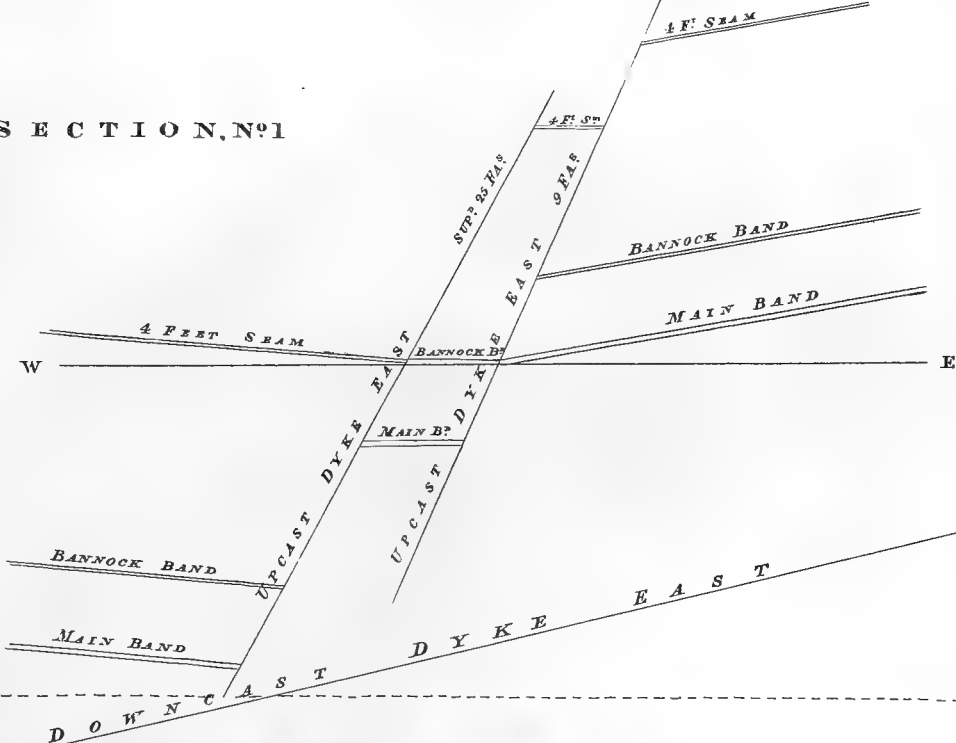 4 Fᵗ SEAM
SECTION, Nº1
4 Fᵗ Sᵐ
SUPᴰ 25 FAˢ
9 FAˢ
BANNOCK BAND
MAIN BAND
4 FEET SEAM
BANNOCK Bᴰ
W
E
MAIN Bᴰ
UPCAST DYKE EAST
UPCAST DYKE EAST
BANNOCK BAND
MAIN BAND
DOWNCAST DYKE EAST